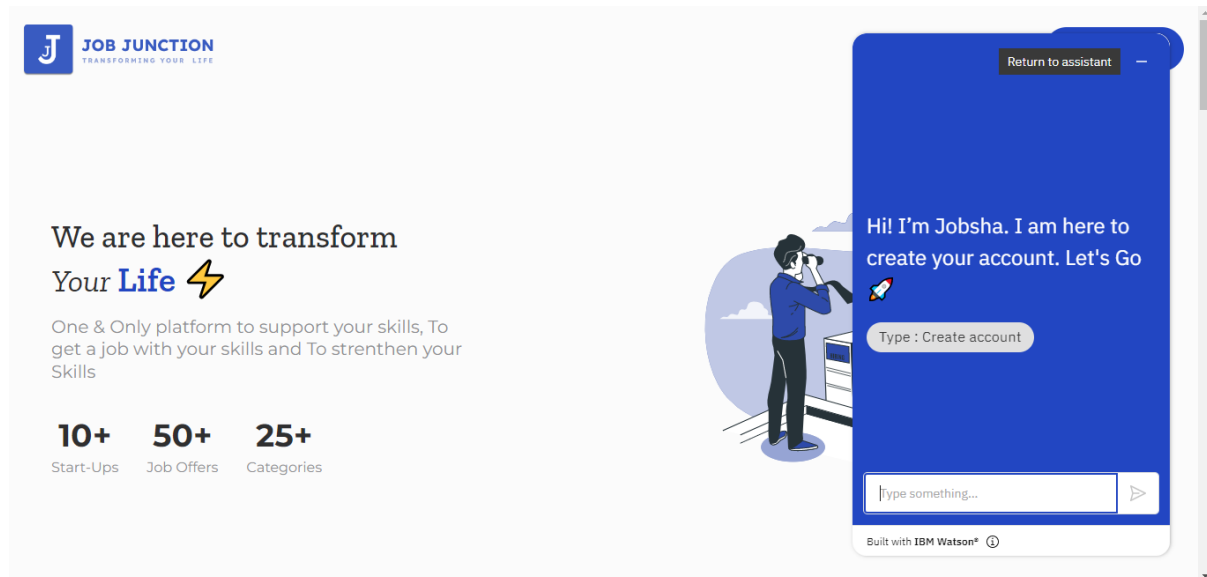 JJ
JOB JUNCTION
TRANSFORMING YOUR LIFE
We are here to transform
Your Life ⚡
One & Only platform to support your skills, To
get a job with your skills and To strenthen your
Skills
10+ 50+ 25+
Start-Ups Job Offers Categories
Return to assistant
Hi! I'm Jobsha. I am here to
create your account. Let's Go
🚀
Type : Create account
Type something...
Built with IBM Watson®